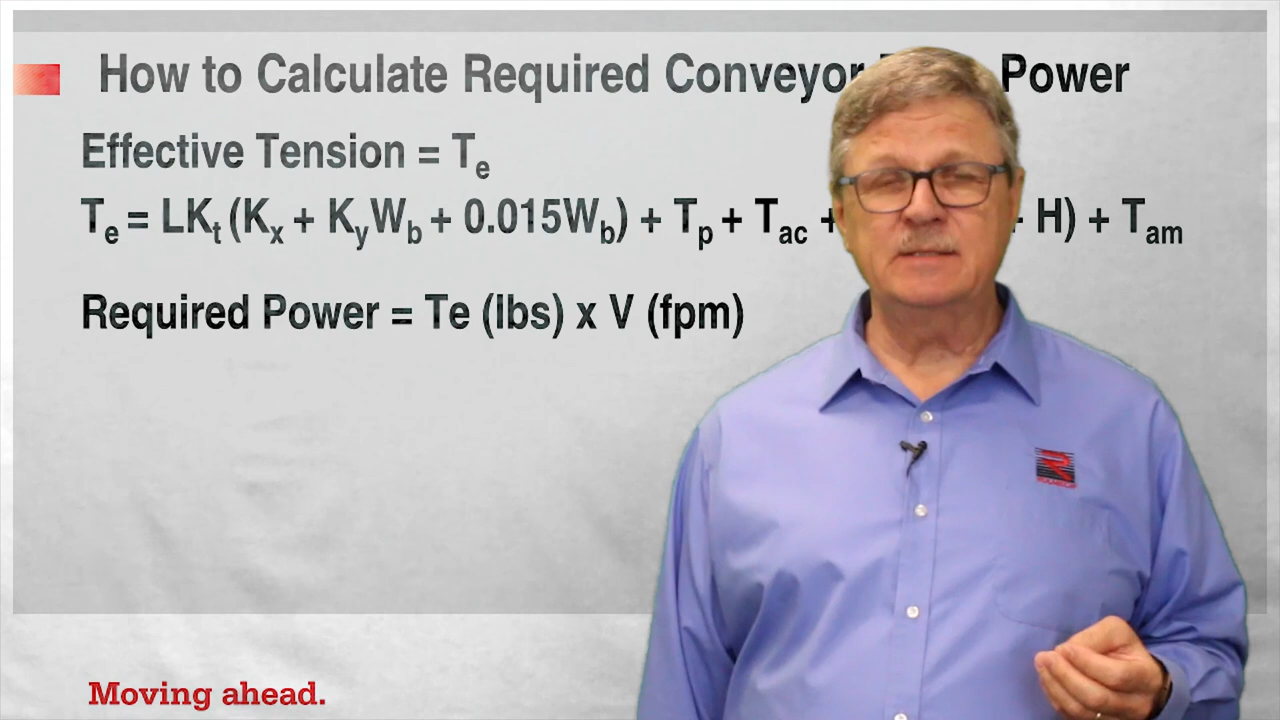 How to Calculate Required Conveyor Power
Effective Tension = Te
Te = LKt (Kx + KyWb + 0.015Wb) + Tp + Tac + H) + Tam
Required Power = Te (lbs) x V (fpm)
Moving ahead.